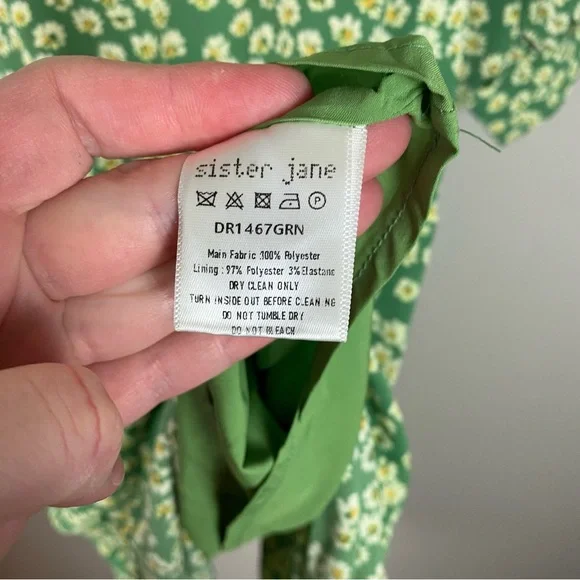 sister jane
DR1467GRN
Main Fabric :100% Polyester
Lining : 97% Polyester 3% Elastane
DRY CLEAN ONLY
TURN INSIDE OUT BEFORE CLEANING
DO NOT TUMBLE DRY
DO NOT BLEACH